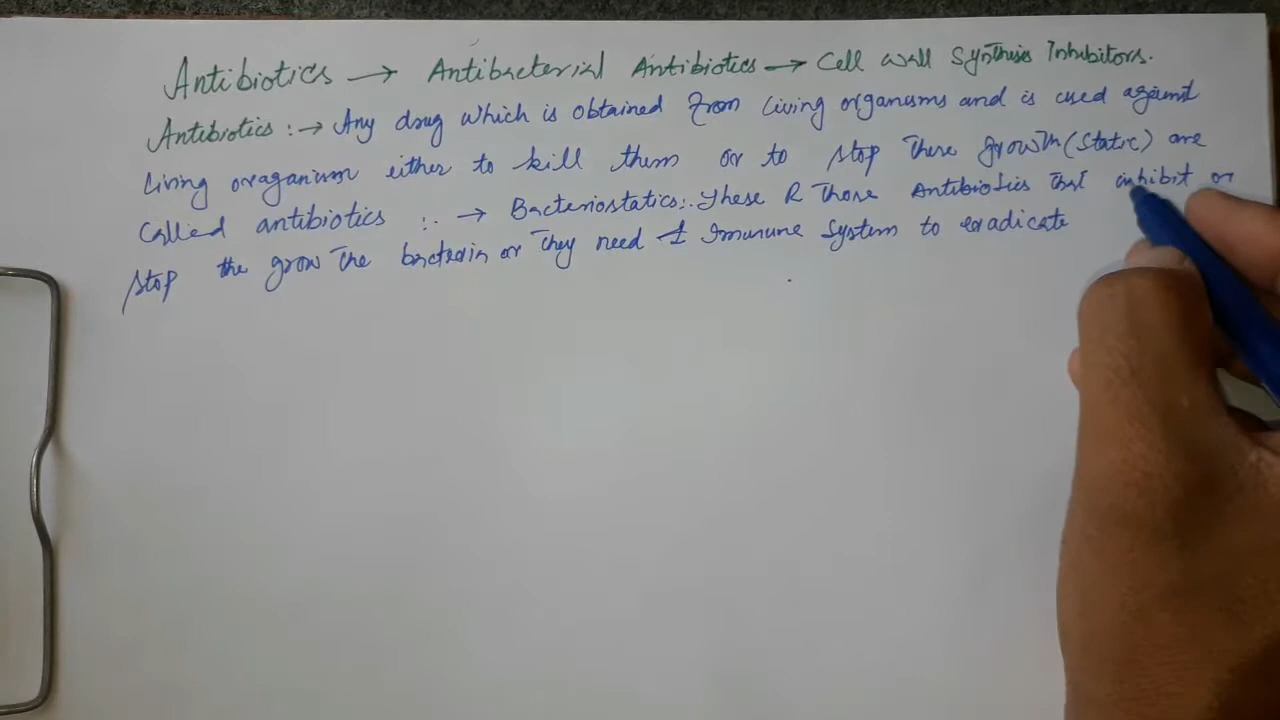 Antibiotics → Antibacterial Antibiotics → Cell wall Synthesis Inhibitors.
Antibiotics :→ Any drug which is obtained from living organisms and is used against
living oraganism either to kill them or to stop there growth (static) are
Called antibiotics :. → Bacteriostatics:. These R Those Antibiotics that inhibit or
stop the grow the bacteria or They need Immune System to eradicate